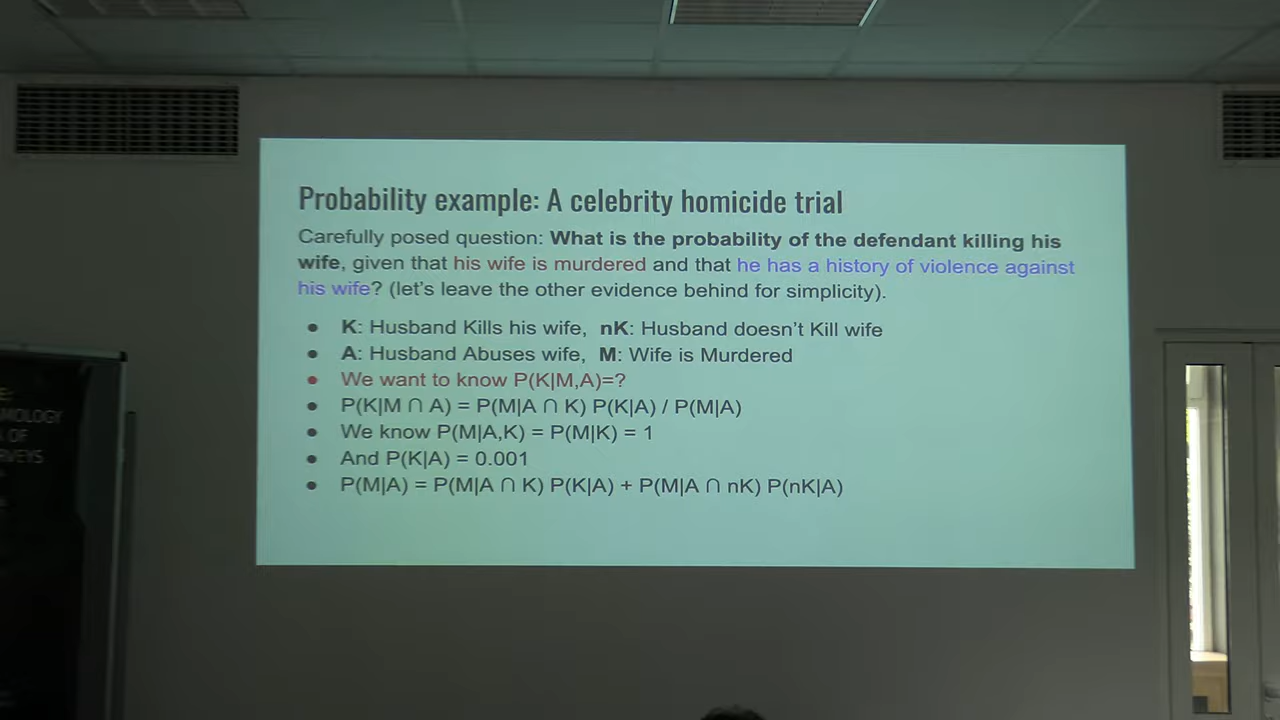 Probability example: A celebrity homicide trial
Carefully posed question: What is the probability of the defendant killing his
wife, given that his wife is murdered and that he has a history of violence against
his wife? (let's leave the other evidence behind for simplicity).
● K: Husband Kills his wife, nK: Husband doesn't Kill wife
● A: Husband Abuses wife, M: Wife is Murdered
● We want to know P(K|M,A)=?
● P(K|M ∩ A) = P(M|A ∩ K) P(K|A) / P(M|A)
● We know P(M|A,K) = P(M|K) = 1
● And P(K|A) = 0.001
● P(M|A) = P(M|A ∩ K) P(K|A) + P(M|A ∩ nK) P(nK|A)
OF